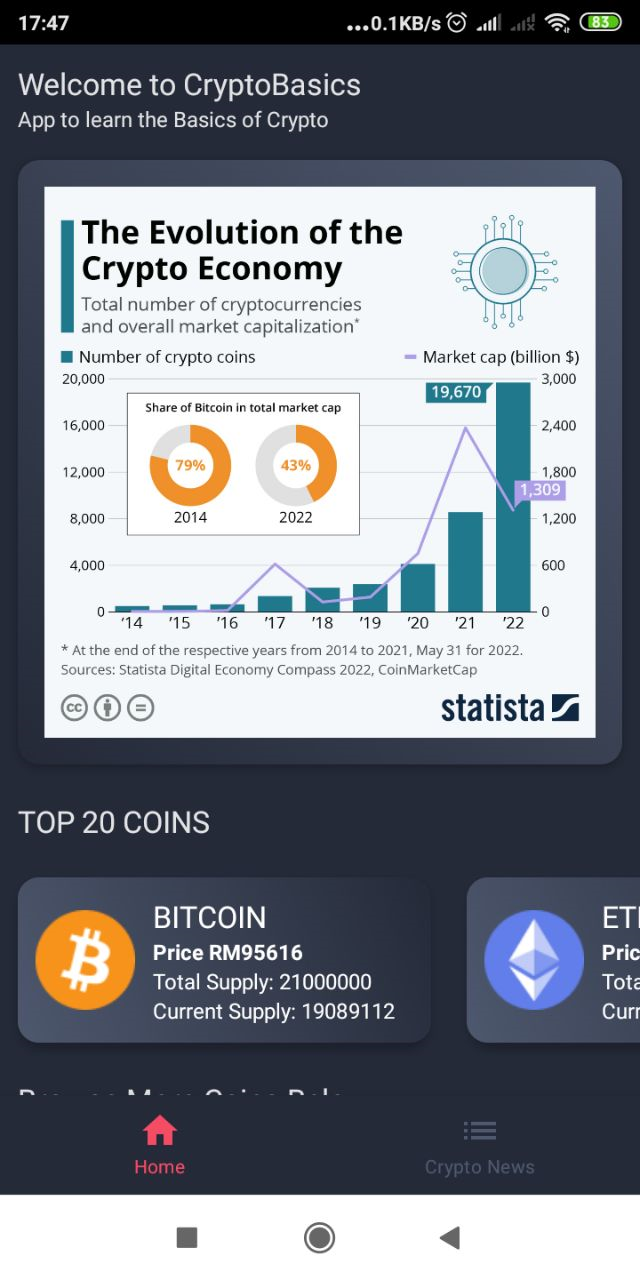 17:47
...0.1KB/s
83
Welcome to CryptoBasics
App to learn the Basics of Crypto
The Evolution of the
Crypto Economy
Total number of cryptocurrencies
and overall market capitalization*
Number of crypto coins
Market cap (billion $)
20,000
16,000
12,000
8,000
4,000
0
3,000
2,400
1,800
1,200
600
0
19,670
1,309
Share of Bitcoin in total market cap
79%
43%
2014
2022
'14 '15 '16 '17 '18 '19 '20 '21 '22
* At the end of the respective years from 2014 to 2021, May 31 for 2022.
Sources: Statista Digital Economy Compass 2022, CoinMarketCap
cc
=
statista
TOP 20 COINS
BITCOIN
Price RM95616
Total Supply: 21000000
Current Supply: 19089112
Home
Crypto News